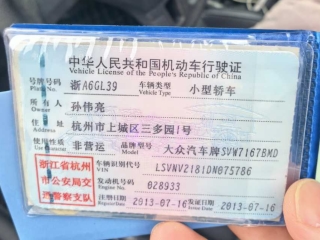 中华人民共和国机动车行驶证
Vehicle License of the People's Republic of China
号牌号码 浙A6GL39 车辆类型 小型轿车
Plate No. Vehicle Type
所有人 孙伟亮
Owner
住址 杭州市上城区三多园1号
Address
使用性质 非营运 品牌型号 大众汽车牌SVW7167BMD
Model
浙江省杭州市公安局交通警察支队
车辆识别代号 LSVNV2181DN075786
VIN
发动机号码 028933
Engine No.
注册日期 2013-07-16 发证日期 2013-07-16